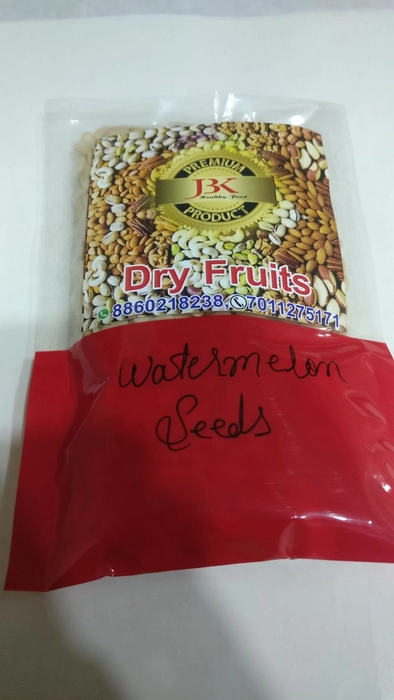 PREMIUM
JBK
Healthy Food
PRODUCT
Dry Fruits
8860218238, 7011275171
Watermelon
Seeds